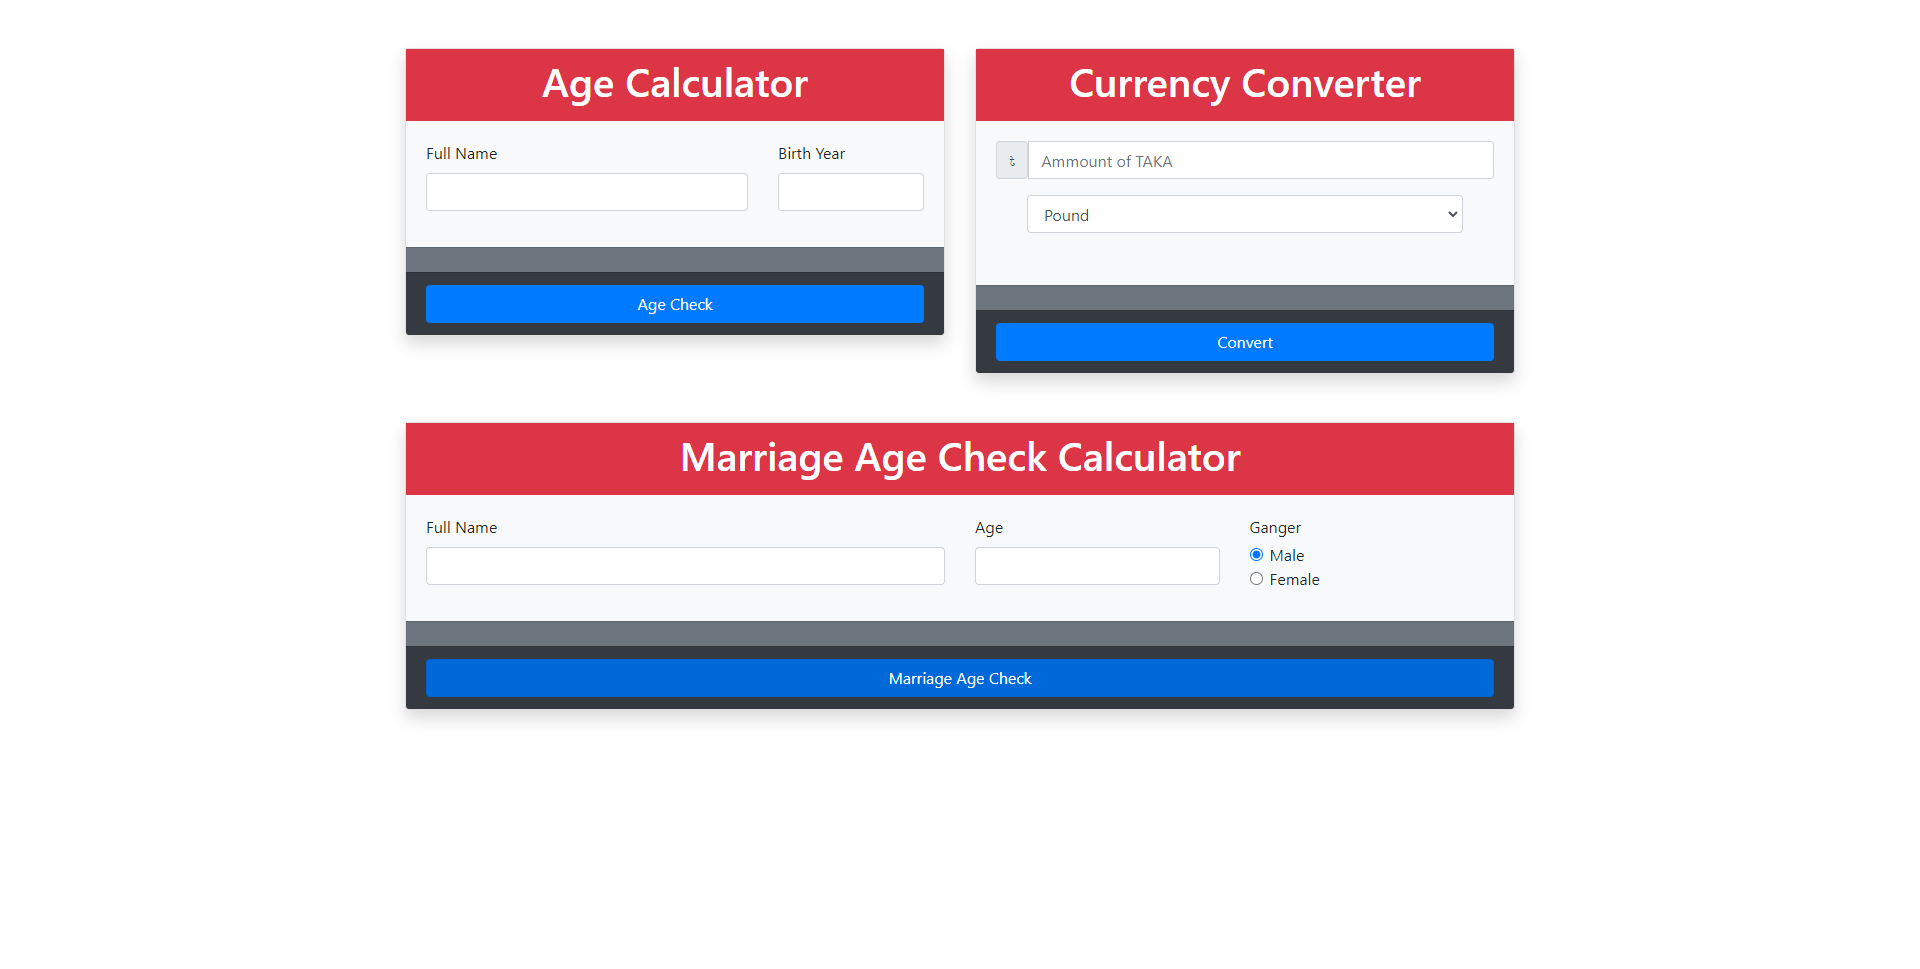 Age Calculator
Full Name
Birth Year
Age Check
Currency Converter
৳
Ammount of TAKA
Pound
Convert
Marriage Age Check Calculator
Full Name
Age
Ganger
Male
Female
Marriage Age Check